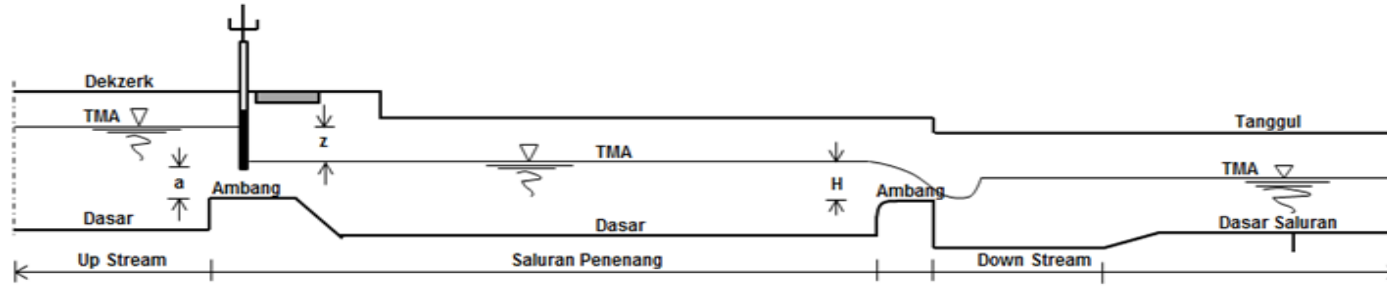 Dekzerk
TMA
z
a
Ambang
Dasar
TMA
H
Ambang
Dasar
Tanggul
TMA
Dasar Saluran
Up Stream
Saluran Penenang
Down Stream